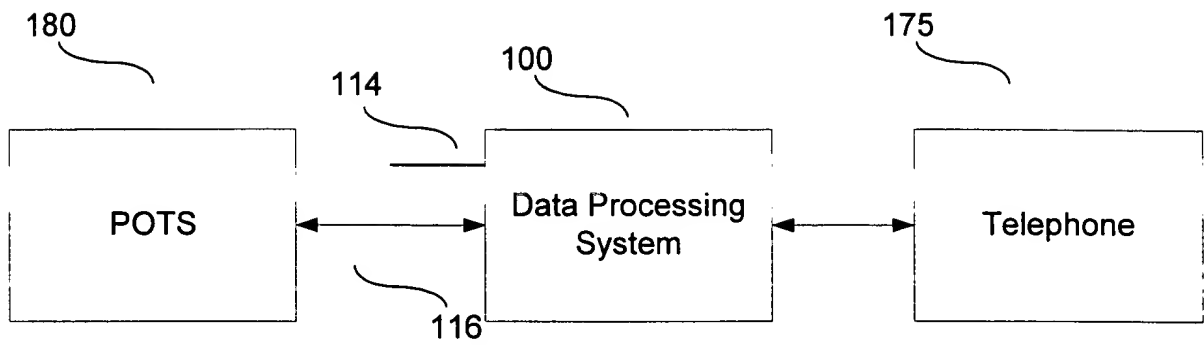 180
175
100
114
POTS
Data Processing
System
Telephone
116